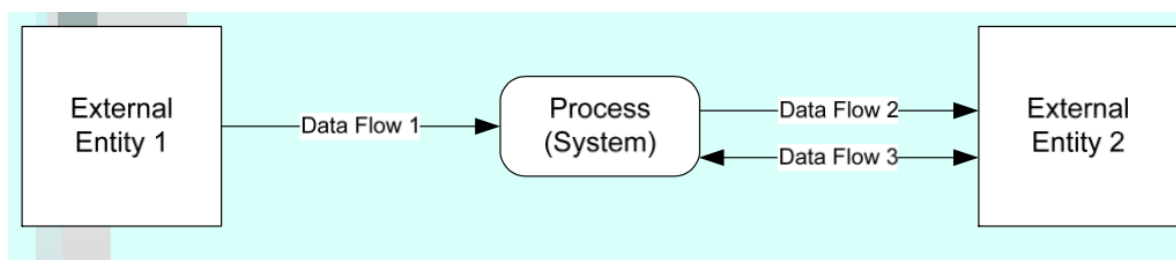 External
Entity 1
Data Flow 1
Process
(System)
Data Flow 2
Data Flow 3
External
Entity 2